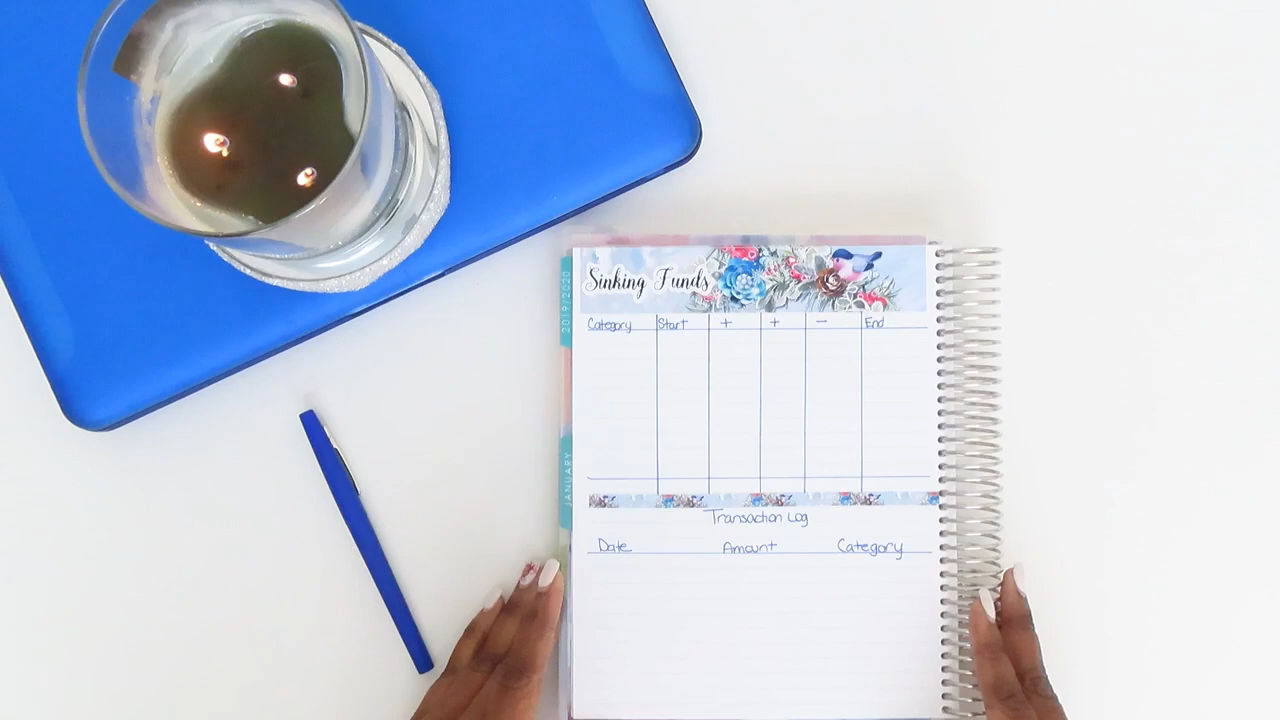 Sinking Funds
Category Start + + - End
Transaction Log
Date Amount Category
2019/2020
JANUARY